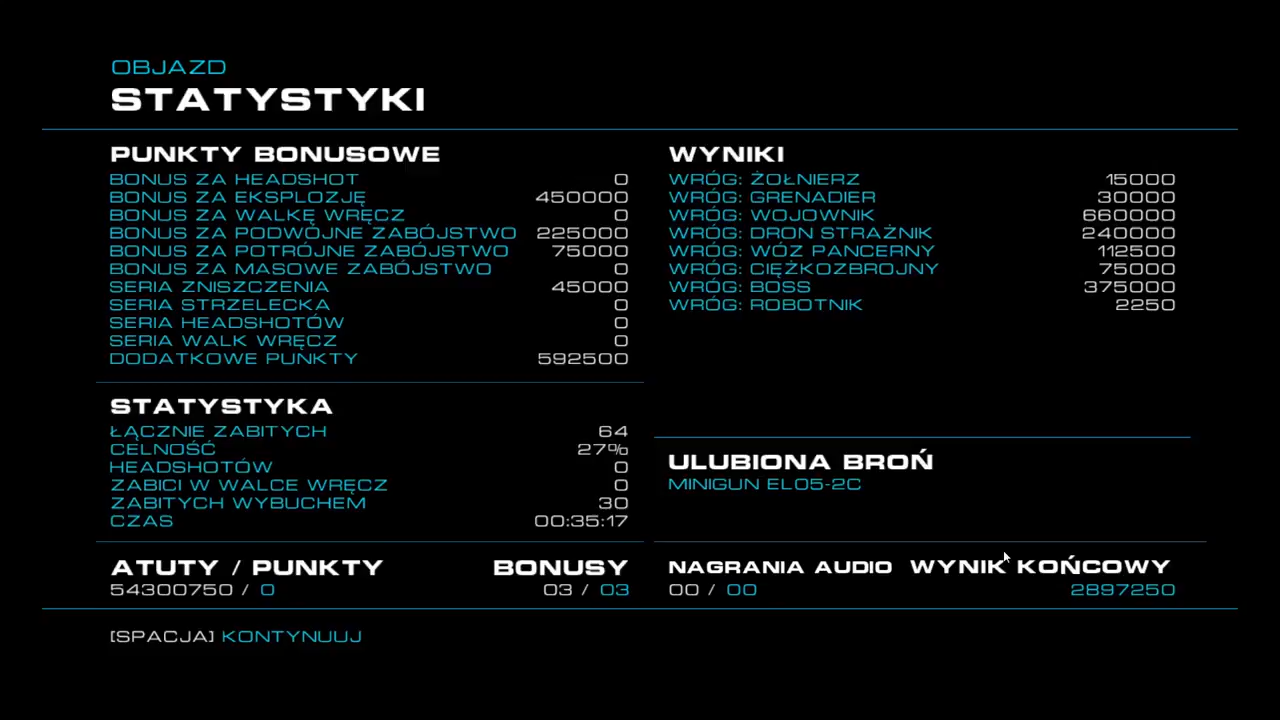 OBJAZD
STATYSTYKI
PUNKTY BONUSOWE
BONUS ZA HEADSHOT 0
BONUS ZA EKSPLOZJĘ 450000
BONUS ZA WALKĘ WRĘCZ 0
BONUS ZA PODWÓJNE ZABÓJSTWO 225000
BONUS ZA POTRÓJNE ZABÓJSTWO 75000
BONUS ZA MASOWE ZABÓJSTWO 0
SERIA ZNISZCZENIA 45000
SERIA STRZELECKA 0
SERIA HEADSHOTÓW 0
SERIA WALK WRĘCZ 0
DODATKOWE PUNKTY 592500
WYNIKI
WRÓG: ŻOŁNIERZ 15000
WRÓG: GRENADIER 30000
WRÓG: WOJOWNIK 660000
WRÓG: DRON STRAŻNIK 240000
WRÓG: WÓZ PANCERNY 112500
WRÓG: CIĘŻKOZBROJNY 75000
WRÓG: BOSS 375000
WRÓG: ROBOTNIK 2250
STATYSTYKA
ŁĄCZNIE ZABITYCH 64
CELNOŚĆ 27%
HEADSHOTÓW 0
ZABICI W WALCE WRĘCZ 0
ZABITYCH WYBUCHEM 30
CZAS 00:35:17
ULUBIONA BROŃ
MINIGUN EL05-2C
ATUTY / PUNKTY BONUSY
54300750 / 0 03 / 03
NAGRANIA AUDIO WYNIK KOŃCOWY
00 / 00 2897250
[SPACJA] KONTYNUUJ